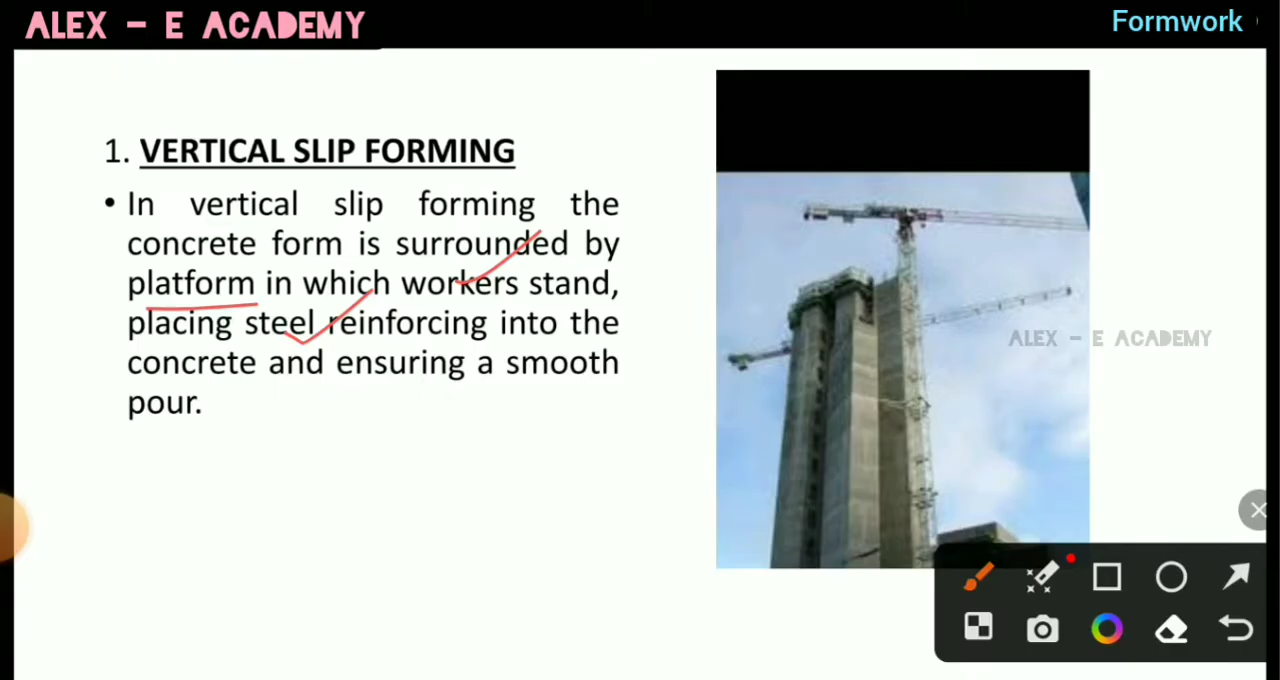 ALEX - E ACADEMY
Formwork
1. VERTICAL SLIP FORMING
• In vertical slip forming the
concrete form is surrounded by
platform in which workers stand,
placing steel reinforcing into the
concrete and ensuring a smooth
pour.
ALEX - E ACADEMY